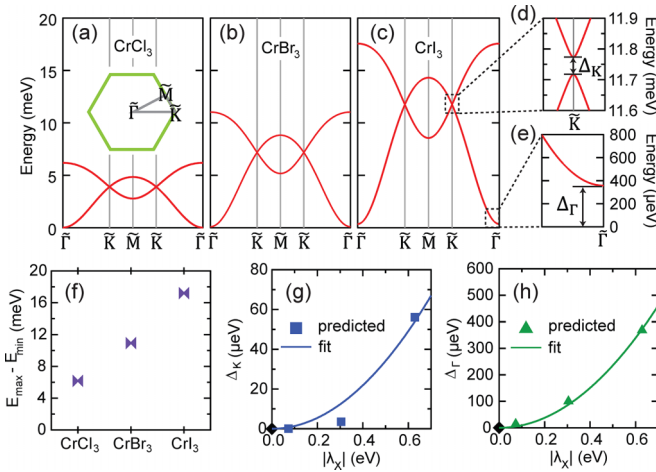 20
15
10
5
0
Energy (meV)
(a) CrCl3
M̃
Γ̃ K̃
Γ̃ K̃ M̃ K̃ Γ̃
(b) CrBr3
K̃ M̃ K̃ Γ̃
(c) CrI3
K̃ M̃ K̃ Γ̃
(d)
11.9
11.8
11.7
11.6
Energy (meV)
ΔK
K̃
(e)
800
600
400
200
0
Energy (μeV)
ΔΓ
Γ̃
(f)
20
16
12
8
4
0
Emax - Emin (meV)
CrCl3 CrBr3 CrI3
(g)
80
60
40
20
0
ΔK (μeV)
predicted
fit
0.0 0.2 0.4 0.6
|λX| (eV)
(h)
600
500
400
300
200
100
0
ΔΓ (μeV)
predicted
fit
0.0 0.2 0.4 0.6
|λX| (eV)